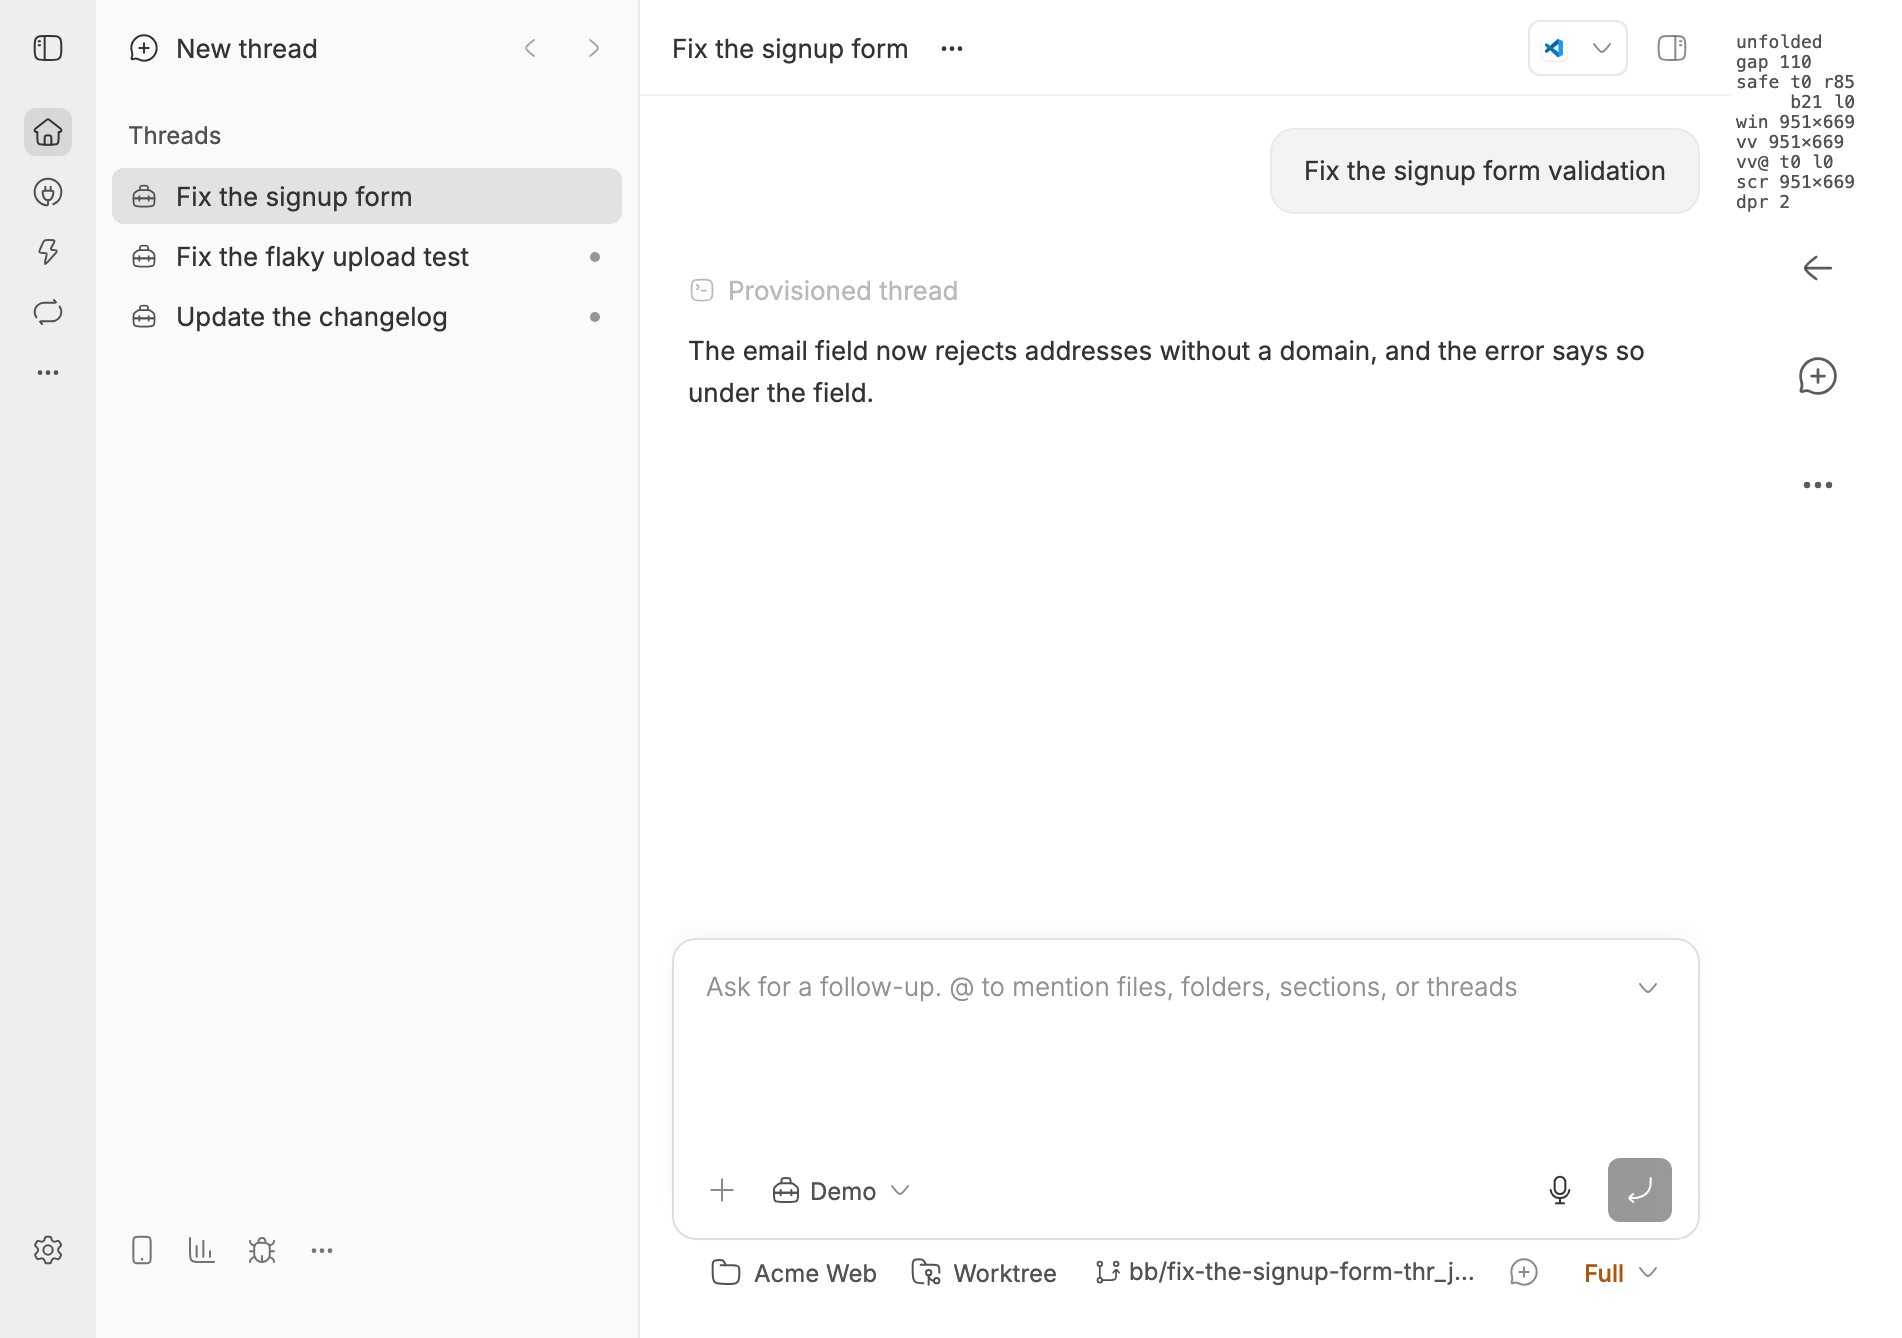 New thread
Threads
Fix the signup form
Fix the flaky upload test
Update the changelog
Fix the signup form
Fix the signup form validation
Provisioned thread
The email field now rejects addresses without a domain, and the error says so
under the field.
Ask for a follow-up. @ to mention files, folders, sections, or threads
Demo
Acme Web
Worktree
bb/fix-the-signup-form-thr_j...
Full
unfolded
gap 110
safe t0 r85
b21 l0
win 951×669
vv 951×669
vv@ t0 l0
scr 951×669
dpr 2